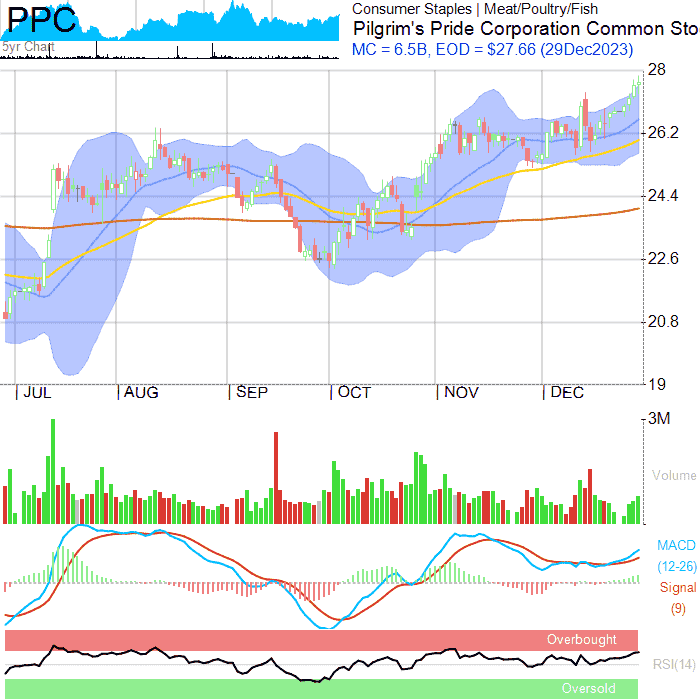 PPC
5yr Chart
Consumer Staples | Meat/Poultry/Fish
Pilgrim's Pride Corporation Common Sto
MC = 6.5B, EOD = $27.66 (29Dec2023)
28
26.2
24.4
22.6
20.8
19
JUL AUG SEP OCT NOV DEC
3M
Volume
MACD
(12-26)
Signal
(9)
Overbought
RSI(14)
Oversold